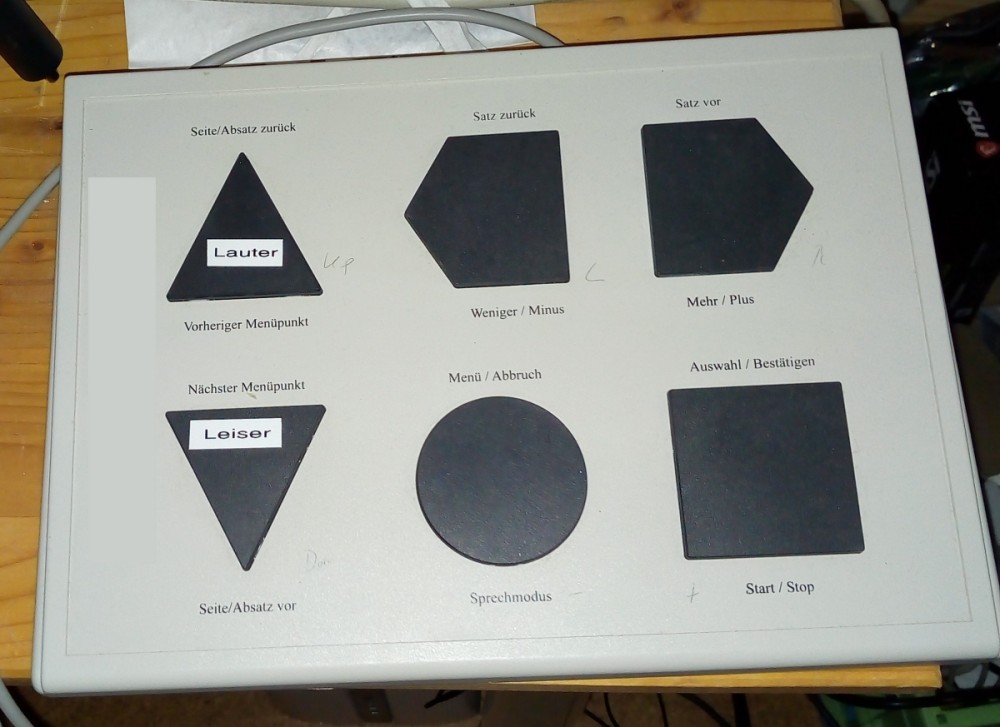 Seite/Absatz zurück
Satz zurück
Satz vor
Lauter
Up
L
R
Vorheriger Menüpunkt
Weniger / Minus
Mehr / Plus
Nächster Menüpunkt
Menü / Abbruch
Auswahl / Bestätigen
Leiser
Seite/Absatz vor
Sprechmodus
-
+
Start / Stop
msi